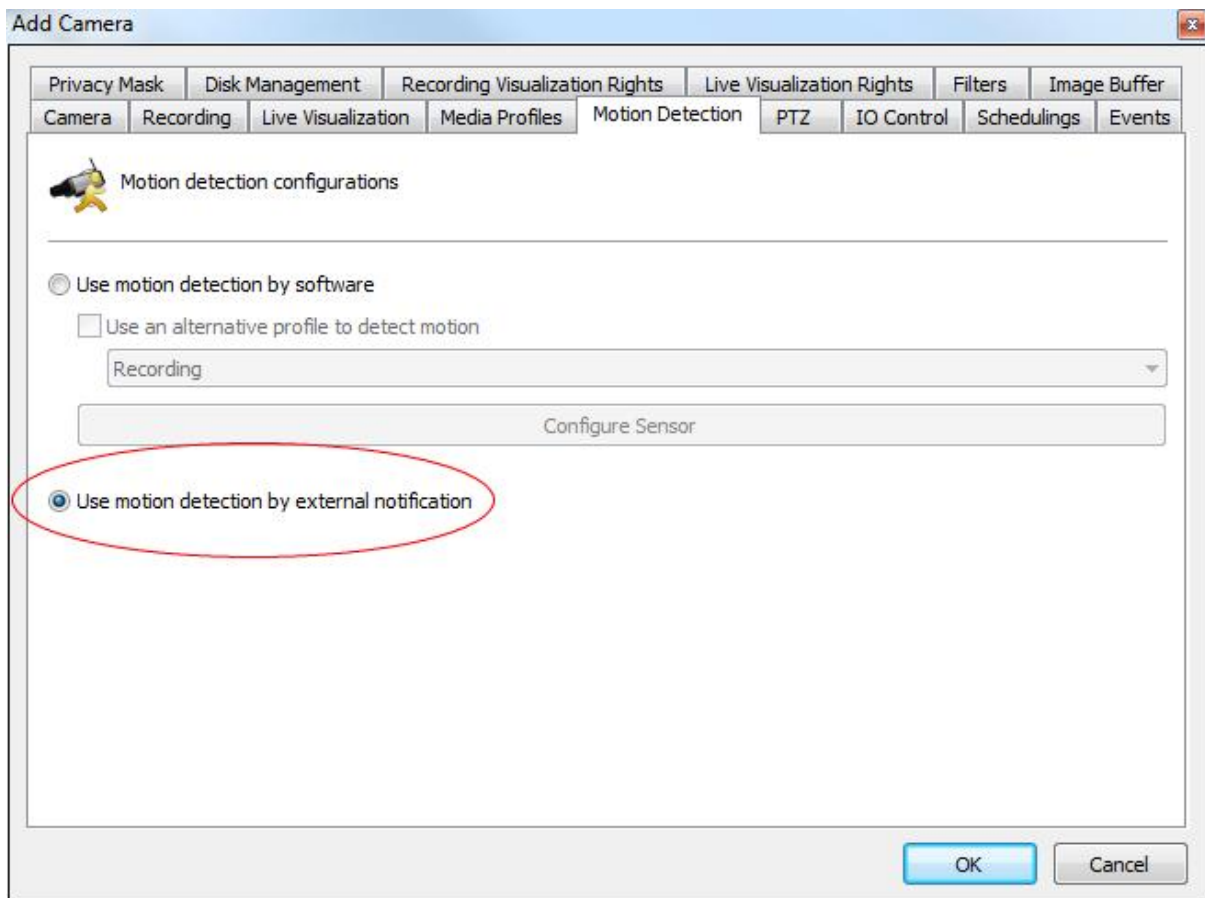 Add Camera
Privacy Mask Disk Management Recording Visualization Rights Live Visualization Rights Filters Image Buffer
Camera Recording Live Visualization Media Profiles Motion Detection PTZ IO Control Schedulings Events
Motion detection configurations
Use motion detection by software
Use an alternative profile to detect motion
Recording
Configure Sensor
Use motion detection by external notification
OK Cancel